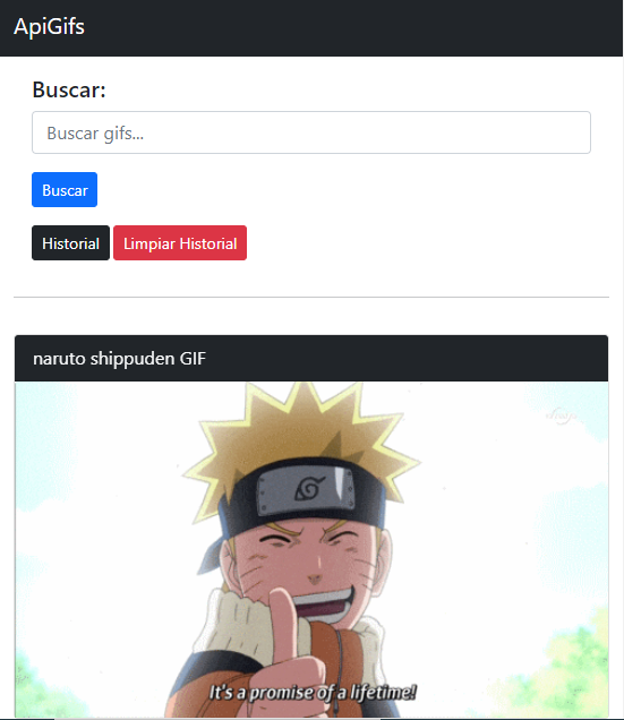 ApiGifs
Buscar:
Buscar gifs...
Buscar
Historial Limpiar Historial
naruto shippuden GIF
It's a promise of a lifetime!